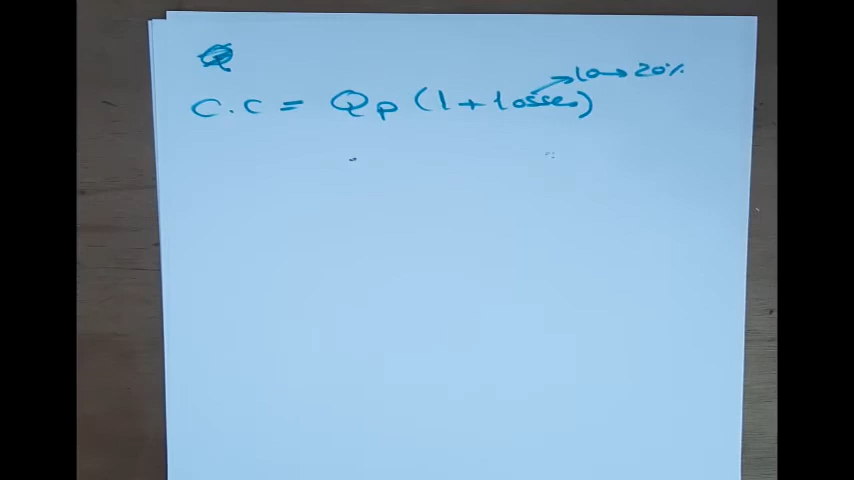 10 → 20%
C.C = Qp (1 + losses)